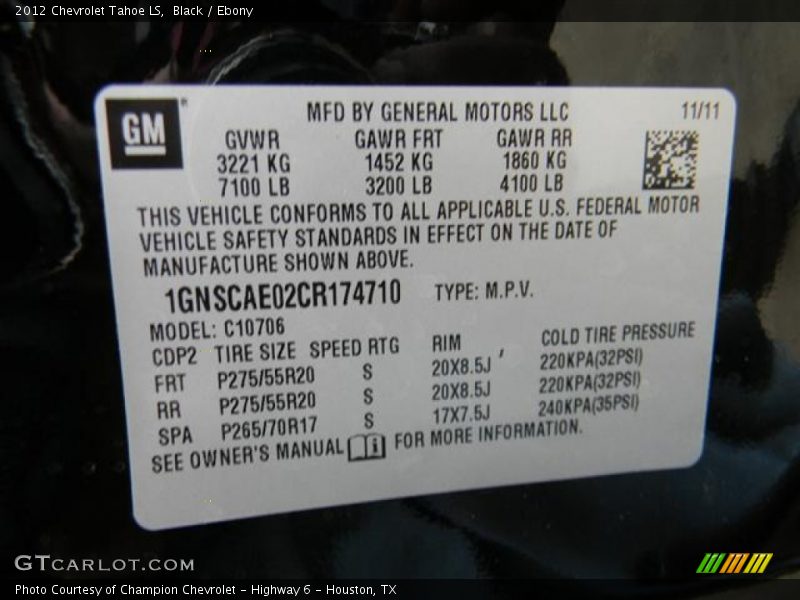 2012 Chevrolet Tahoe LS, Black / Ebony
GM
MFD BY GENERAL MOTORS LLC 11/11
GVWR GAWR FRT GAWR RR
3221 KG 1452 KG 1860 KG
7100 LB 3200 LB 4100 LB
THIS VEHICLE CONFORMS TO ALL APPLICABLE U.S. FEDERAL MOTOR
VEHICLE SAFETY STANDARDS IN EFFECT ON THE DATE OF
MANUFACTURE SHOWN ABOVE.
1GNSCAE02CR174710 TYPE: M.P.V.
MODEL: C10706
CDP2 TIRE SIZE SPEED RTG RIM COLD TIRE PRESSURE
FRT P275/55R20 S 20X8.5J 220KPA(32PSI)
RR P275/55R20 S 20X8.5J 220KPA(32PSI)
SPA P265/70R17 S 17X7.5J 240KPA(35PSI)
SEE OWNER'S MANUAL i FOR MORE INFORMATION.
GTCARLOT.COM
Photo Courtesy of Champion Chevrolet - Highway 6 - Houston, TX